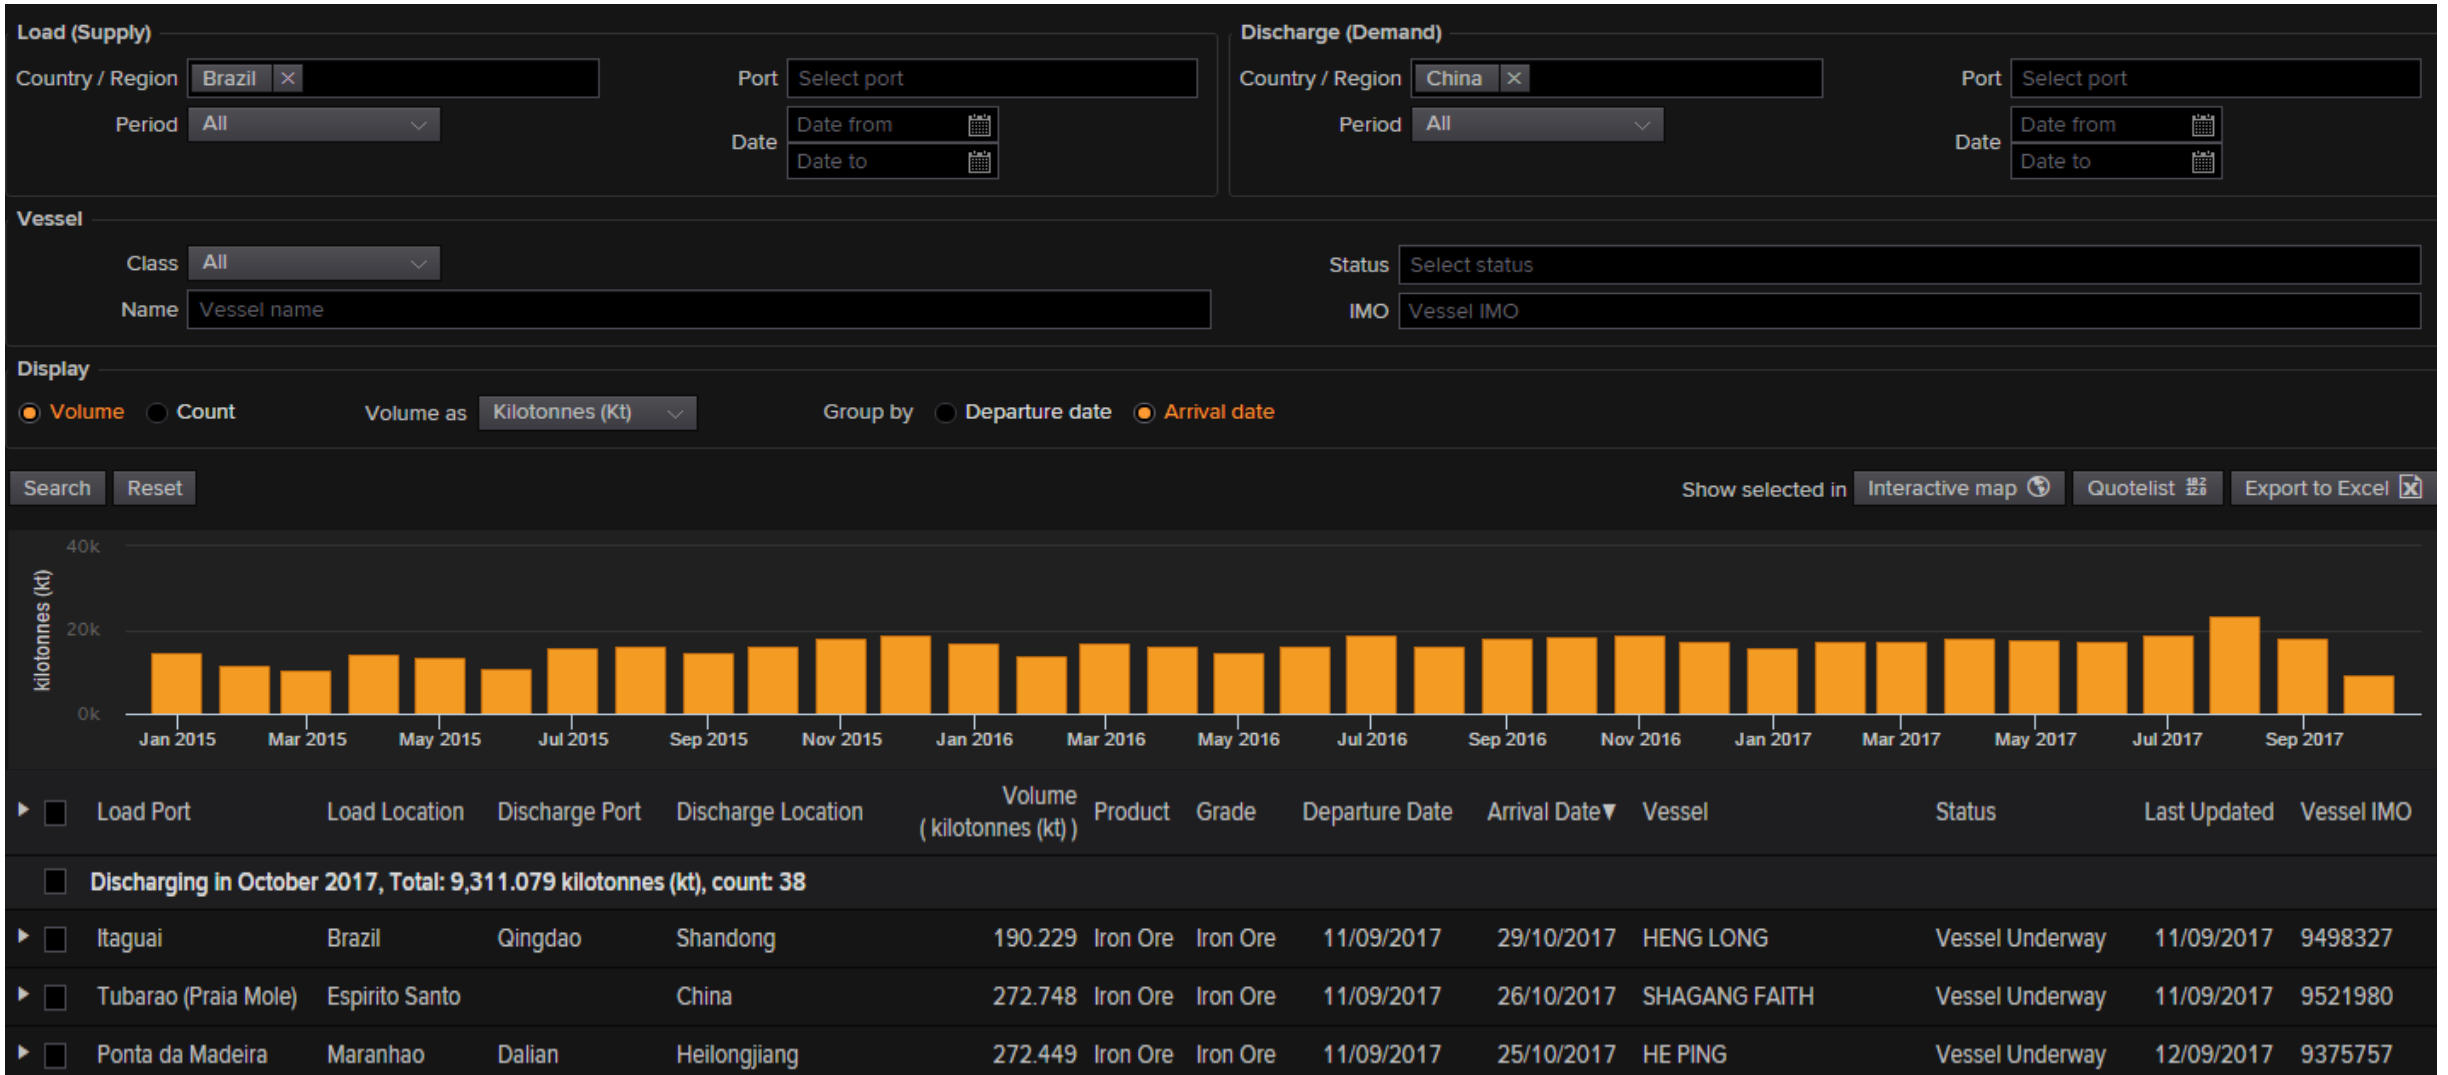 Load (Supply)
Discharge (Demand)
Country / Region Brazil × Port Select port
Country / Region China × Port Select port
Period All Date Date from
Date to
Period All Date Date from
Date to
Vessel
Class All Status Select status
Name Vessel name IMO Vessel IMO
Display
Volume Count Volume as Kilotonnes (Kt) Group by Departure date Arrival date
Search Reset Show selected in Interactive map Quotelist Export to Excel
40k
20k
0k
kilotonnes (kt)
Jan 2015 Mar 2015 May 2015 Jul 2015 Sep 2015 Nov 2015 Jan 2016 Mar 2016 May 2016 Jul 2016 Sep 2016 Nov 2016 Jan 2017 Mar 2017 May 2017 Jul 2017 Sep 2017
Load Port Load Location Discharge Port Discharge Location Volume ( kilotonnes (kt) ) Product Grade Departure Date Arrival Date▼ Vessel Status Last Updated Vessel IMO
Discharging in October 2017, Total: 9,311.079 kilotonnes (kt), count: 38
Itaguai Brazil Qingdao Shandong 190.229 Iron Ore Iron Ore 11/09/2017 29/10/2017 HENG LONG Vessel Underway 11/09/2017 9498327
Tubarao (Praia Mole) Espirito Santo China 272.748 Iron Ore Iron Ore 11/09/2017 26/10/2017 SHAGANG FAITH Vessel Underway 11/09/2017 9521980
Ponta da Madeira Maranhao Dalian Heilongjiang 272.449 Iron Ore Iron Ore 11/09/2017 25/10/2017 HE PING Vessel Underway 12/09/2017 9375757